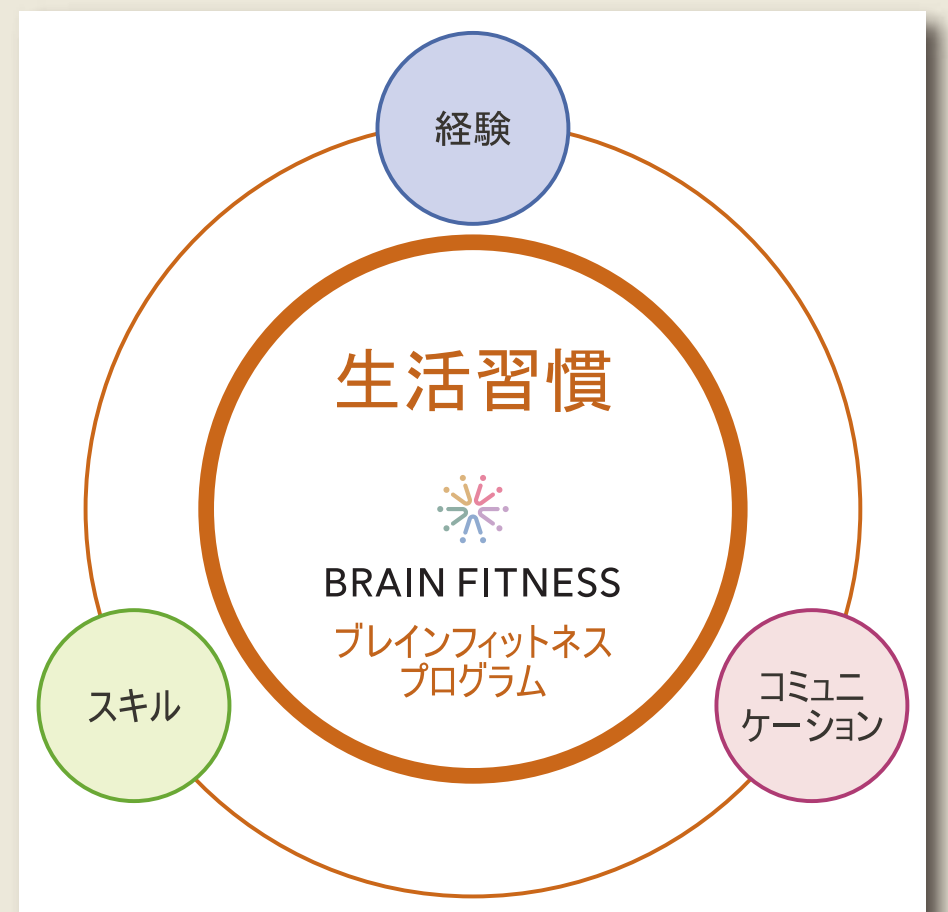 経験
生活習慣
BRAIN FITNESS
ブレインフィットネス
プログラム
スキル
コミュニ
ケーション